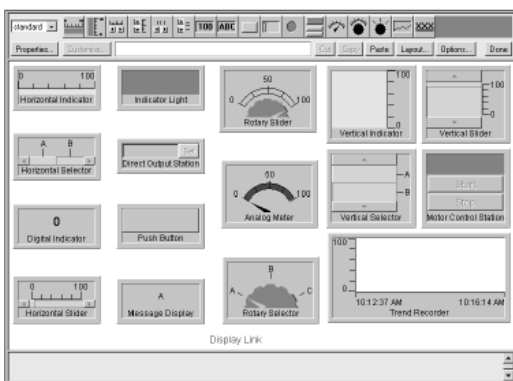 standard
100 ABC XXX
Properties... Customize... Cut Copy Paste Layout... Options... Done
0 100
Horizontal Indicator
Indicator Light
0 50 100
Rotary Slider
100
0
Vertical Indicator
100
0
Vertical Slider
A B
Horizontal Selector
Set
Direct Output Station
0 50 100
Analog Meter
A
B
Vertical Selector
Start
Stop
Motor Control Station
0
Digital Indicator
Push Button
0 100
Horizontal Slider
A
Message Display
A B C
Rotary Selector
100
0
10:12:37 AM 10:16:14 AM
Trend Recorder
Display Link